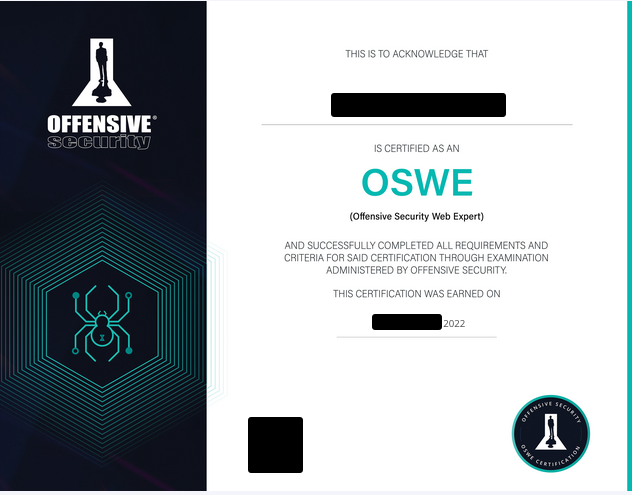 OFFENSIVE®
security
THIS IS TO ACKNOWLEDGE THAT
IS CERTIFIED AS AN
OSWE
(Offensive Security Web Expert)
AND SUCCESSFULLY COMPLETED ALL REQUIREMENTS AND
CRITERIA FOR SAID CERTIFICATION THROUGH EXAMINATION
ADMINISTERED BY OFFENSIVE SECURITY.
THIS CERTIFICATION WAS EARNED ON
2022
OFFENSIVE SECURITY
OSWE CERTIFICATION